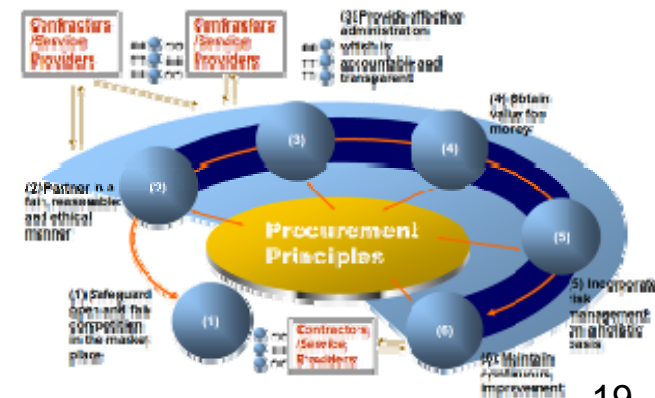 Contractors
/Service
Providers
Contractors
/Service
Providers
(3) Provide effective
administration
which is
accountable and
transparent
(4) Obtain
value for
money
(3)
(4)
(2)
(2) Partner in a
fair, reasonable
and ethical
manner
Procurement
Principles
(5)
(5) Incorporate
risk
management
on a holistic
basis
(1) Safeguard
open and fair
competition
in the market
place
(1)
Contractors
/Service
Providers
(6)
(6) Maintain
continuous
improvement
19